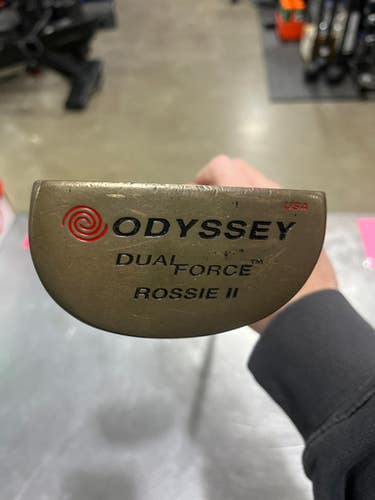 USA
ODYSSEY
DUAL FORCE™
ROSSIE II